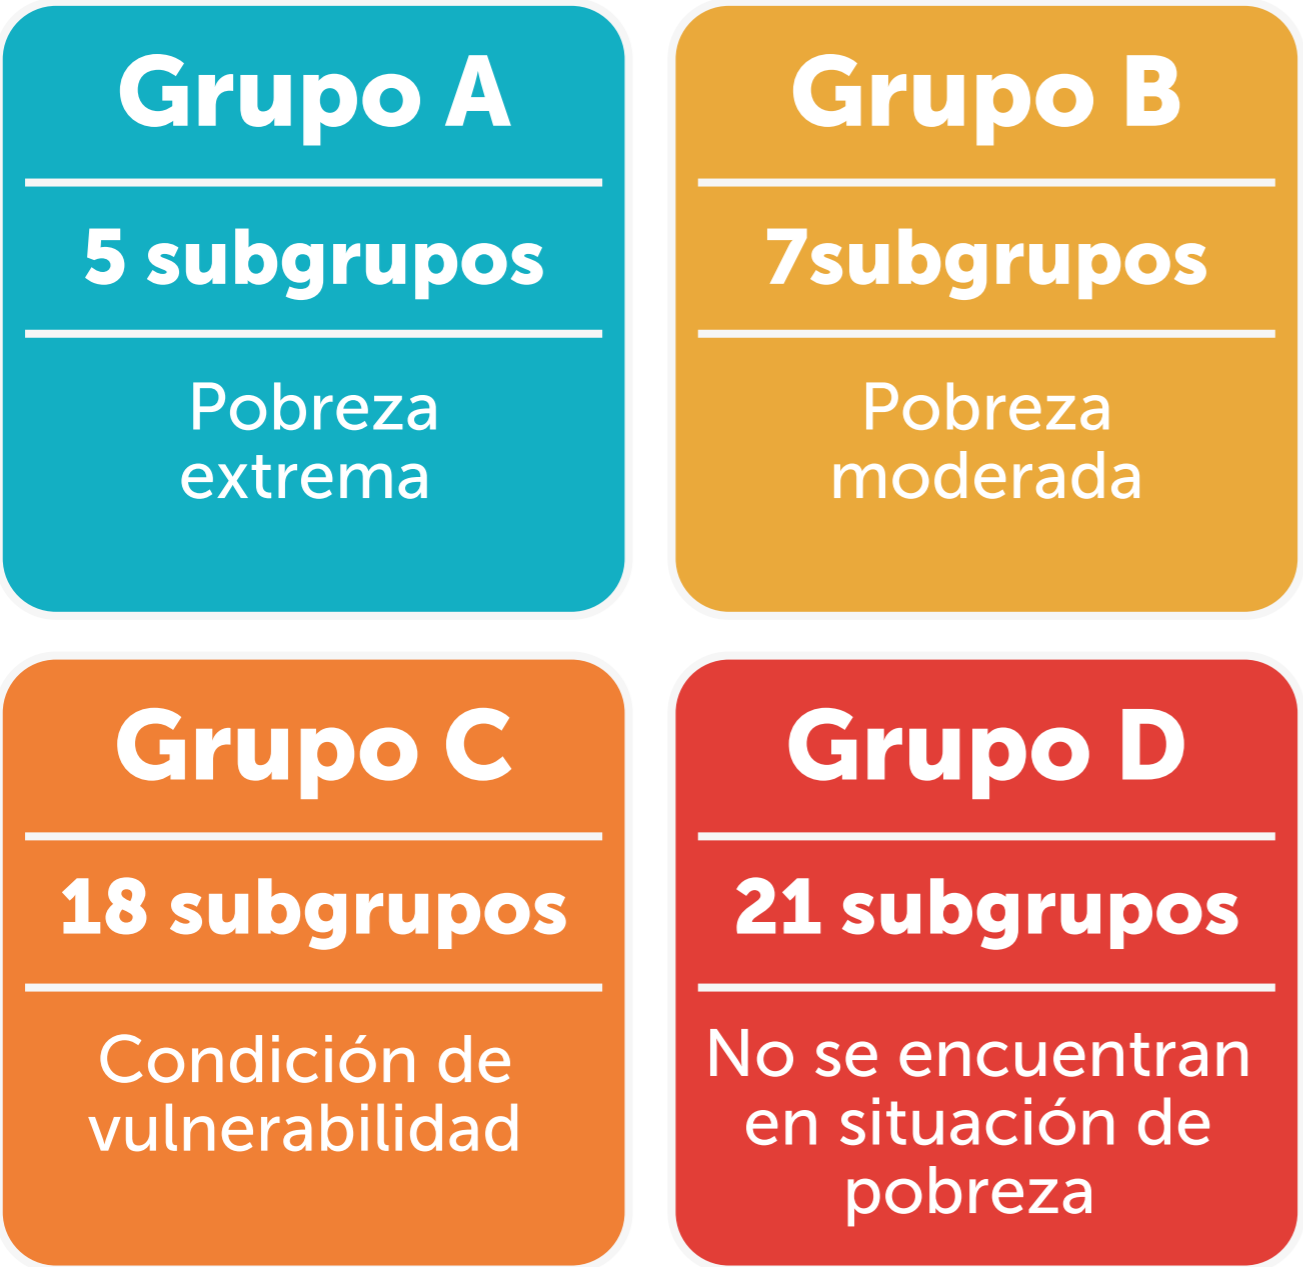 Grupo A
5 subgrupos
Pobreza
extrema
Grupo B
7subgrupos
Pobreza
moderada
Grupo C
18 subgrupos
Condición de
vulnerabilidad
Grupo D
21 subgrupos
No se encuentran
en situación de
pobreza